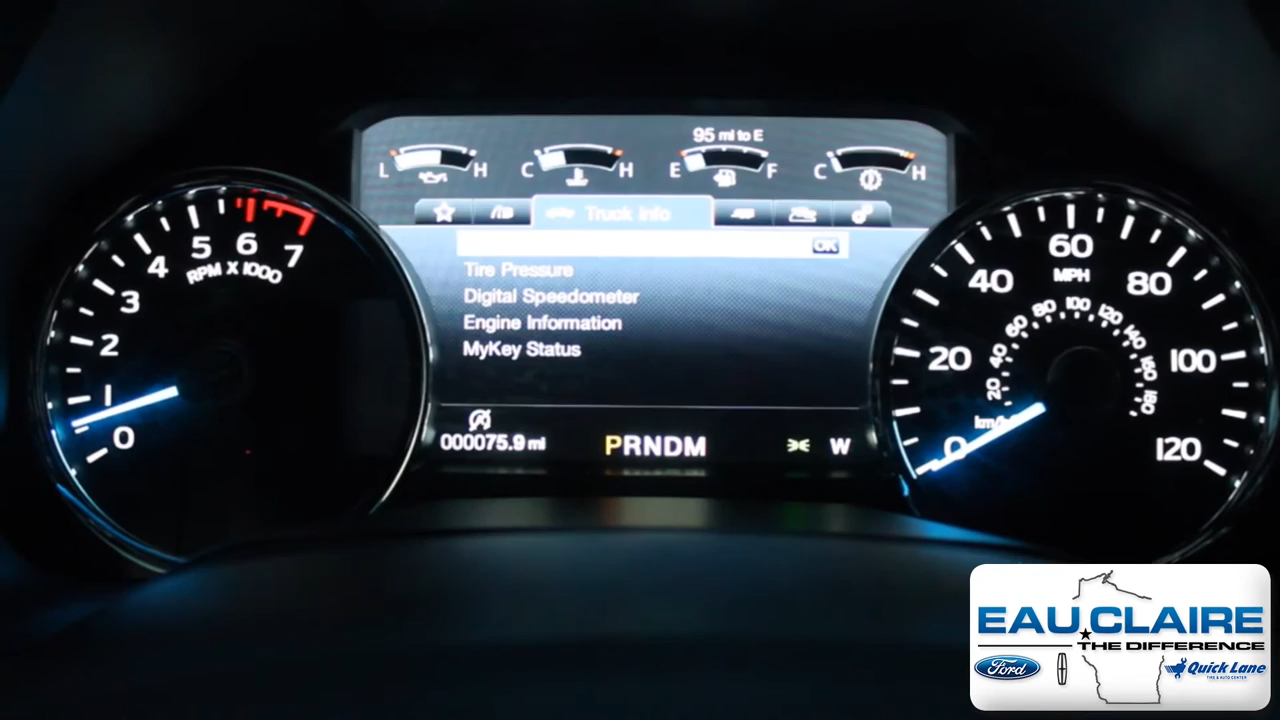 95 mi to E
L H
C H
E F
C H
Truck Info
OK
Tire Pressure
Digital Speedometer
Engine Information
MyKey Status
000075.9 mi
PRNDM
W
0 1 2 3 4 5 6 7
RPM X 1000
0 20 40 60 80 100 120
MPH
20 40 60 80 100 120 140 160 180
km/h
EAU CLAIRE
THE DIFFERENCE
Ford
Quick Lane
TIRE & AUTO CENTER